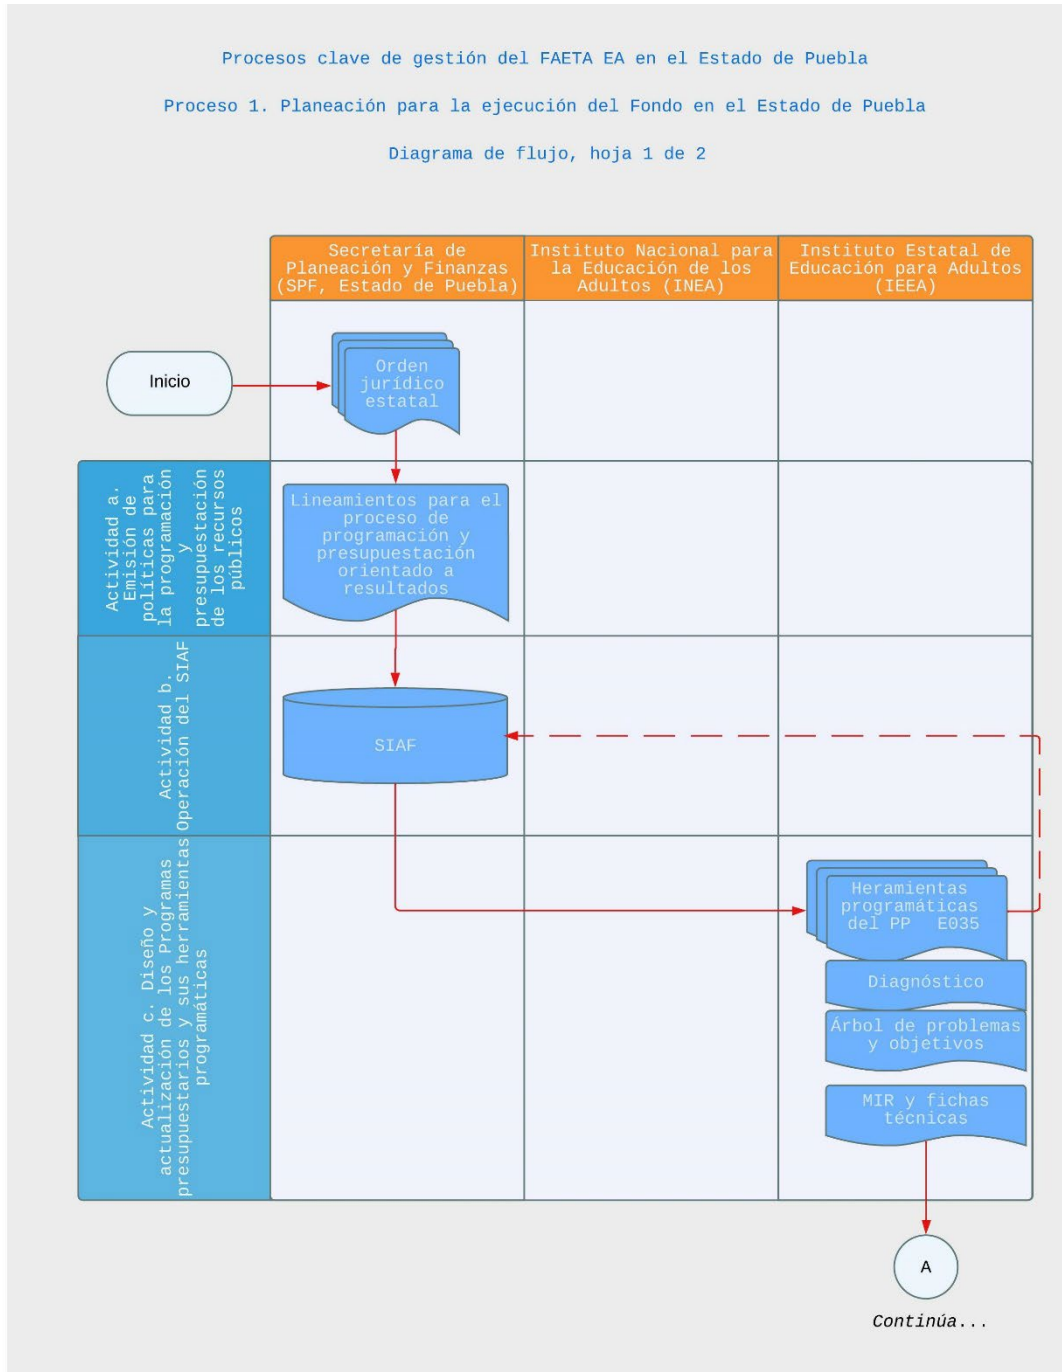 Procesos clave de gestión del FAETA EA en el Estado de Puebla
Proceso 1. Planeación para la ejecución del Fondo en el Estado de Puebla
Diagrama de flujo, hoja 1 de 2
Secretaría de
Planeación y Finanzas
(SPF, Estado de Puebla)
Instituto Nacional para
la Educación de los
Adultos (INEA)
Instituto Estatal de
Educación para Adultos
(IEEA)
Inicio
Orden
jurídico
estatal
Actividad a.
Emisión de
políticas para
la programación
y
presupuestación
de los recursos
públicos
Lineamientos para el
proceso de
programación y
presupuestación
orientado a
resultados
Actividad b.
Operación del SIAF
SIAF
Actividad c. Diseño y
actualización de los Programas
presupuestarios y sus herramientas
programáticas
Heramientas
programáticas
del PP E035
Diagnóstico
Árbol de problemas
y objetivos
MIR y fichas
técnicas
A
Continúa...